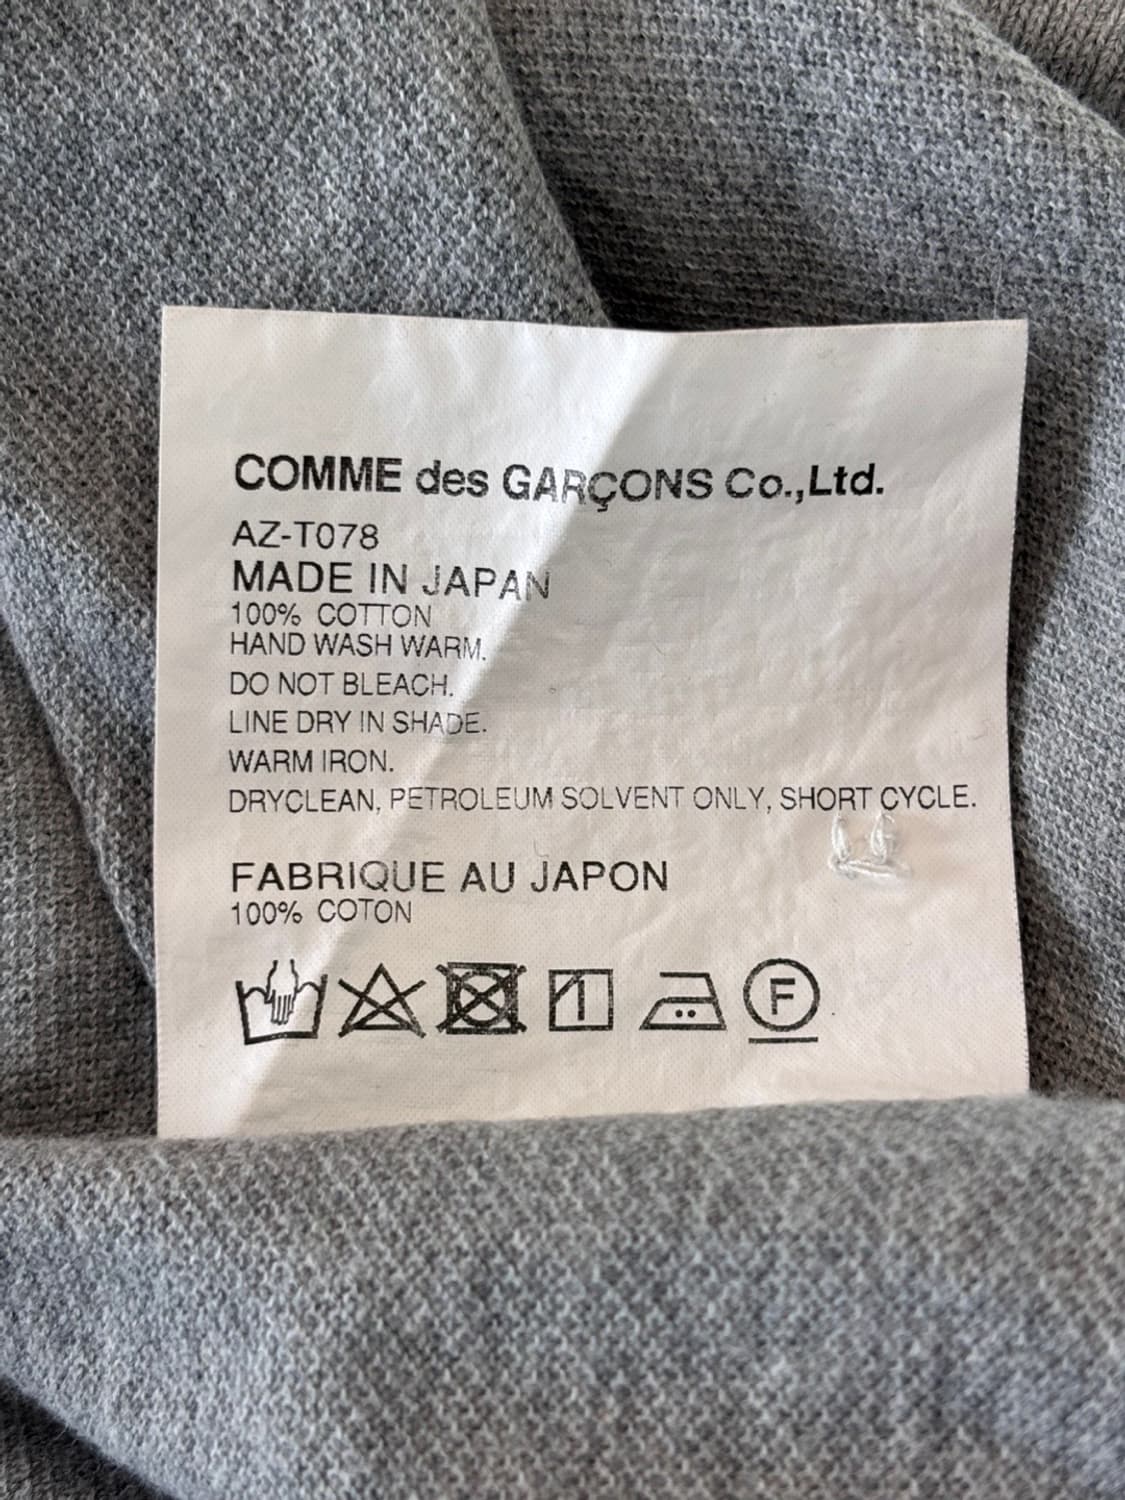 COMME des GARÇONS Co.,Ltd.
AZ-T078
MADE IN JAPAN
100% COTTON
HAND WASH WARM.
DO NOT BLEACH.
LINE DRY IN SHADE.
WARM IRON.
DRYCLEAN, PETROLEUM SOLVENT ONLY, SHORT CYCLE.
FABRIQUE AU JAPON
100% COTON
F